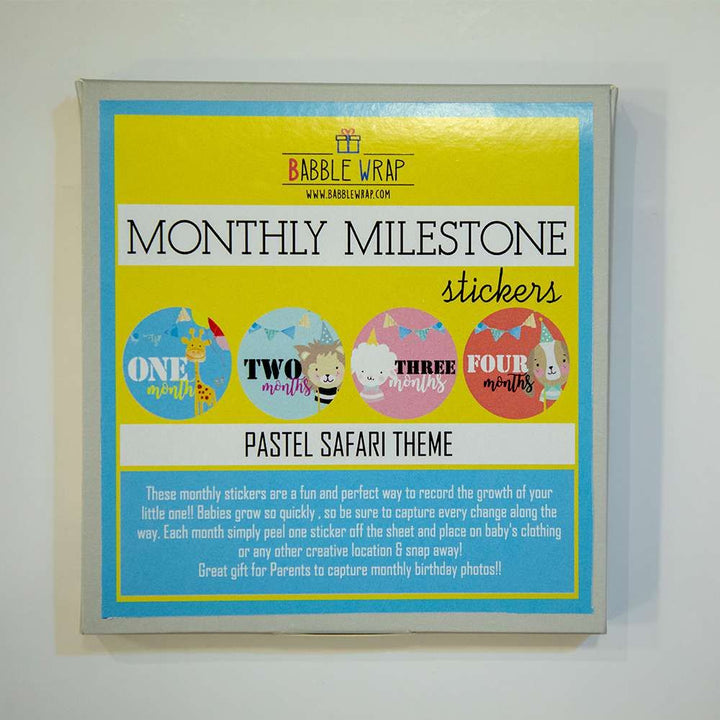 BABBLE WRAP
WWW.BABBLEWRAP.COM
MONTHLY MILESTONE
stickers
ONE
month
TWO
months
THREE
months
FOUR
months
PASTEL SAFARI THEME
These monthly stickers are a fun and perfect way to record the growth of your
little one!! Babies grow so quickly , so be sure to capture every change along the
way. Each month simply peel one sticker off the sheet and place on baby's clothing
or any other creative location & snap away!
Great gift for Parents to capture monthly birthday photos!!